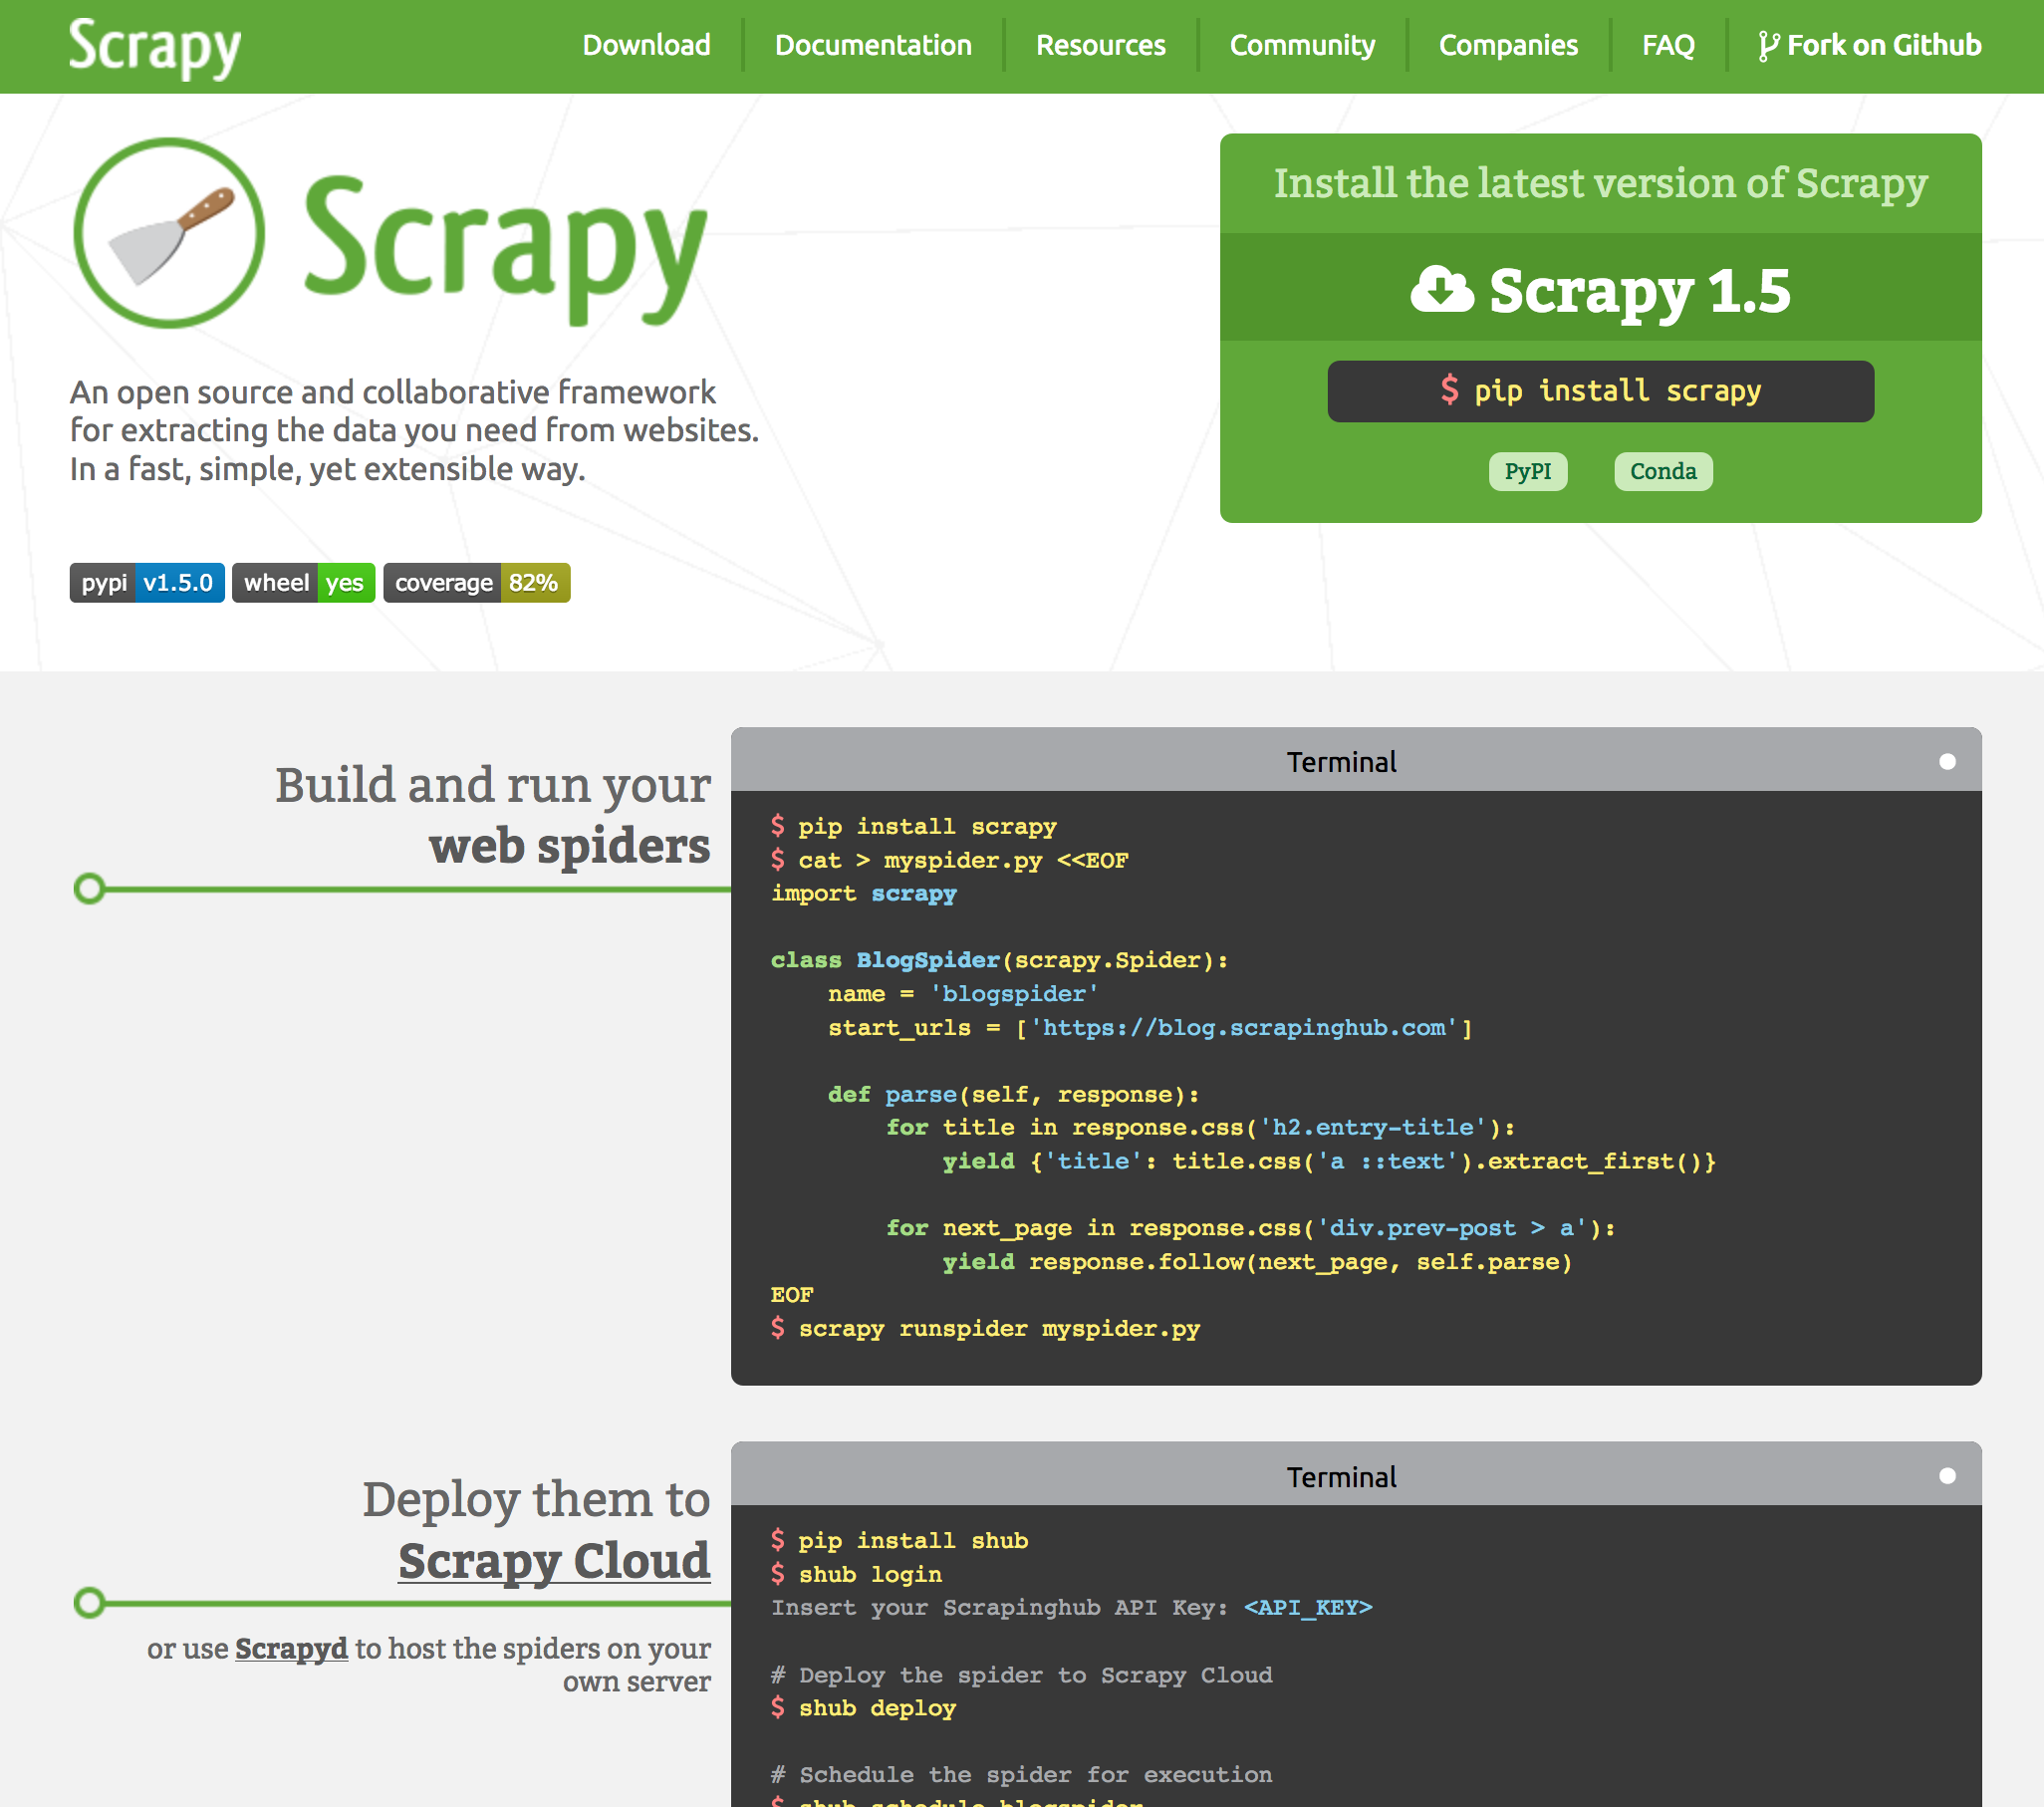 Scrapy
Download
Documentation
Resources
Community
Companies
FAQ
Fork on Github
Scrapy
An open source and collaborative framework
for extracting the data you need from websites.
In a fast, simple, yet extensible way.
pypi v1.5.0
wheel yes
coverage 82%
Install the latest version of Scrapy
Scrapy 1.5
$ pip install scrapy
PyPI
Conda
Build and run your
web spiders
Terminal
$ pip install scrapy
$ cat > myspider.py <<EOF
import scrapy
class BlogSpider(scrapy.Spider):
    name = 'blogspider'
    start_urls = ['https://blog.scrapinghub.com']
    def parse(self, response):
        for title in response.css('h2.entry-title'):
            yield {'title': title.css('a ::text').extract_first()}
        for next_page in response.css('div.prev-post > a'):
            yield response.follow(next_page, self.parse)
EOF
$ scrapy runspider myspider.py
Deploy them to
Scrapy Cloud
or use Scrapyd to host the spiders on your
own server
Terminal
$ pip install shub
$ shub login
Insert your Scrapinghub API Key: <API_KEY>
# Deploy the spider to Scrapy Cloud
$ shub deploy
# Schedule the spider for execution
$ shub schedule blogspider